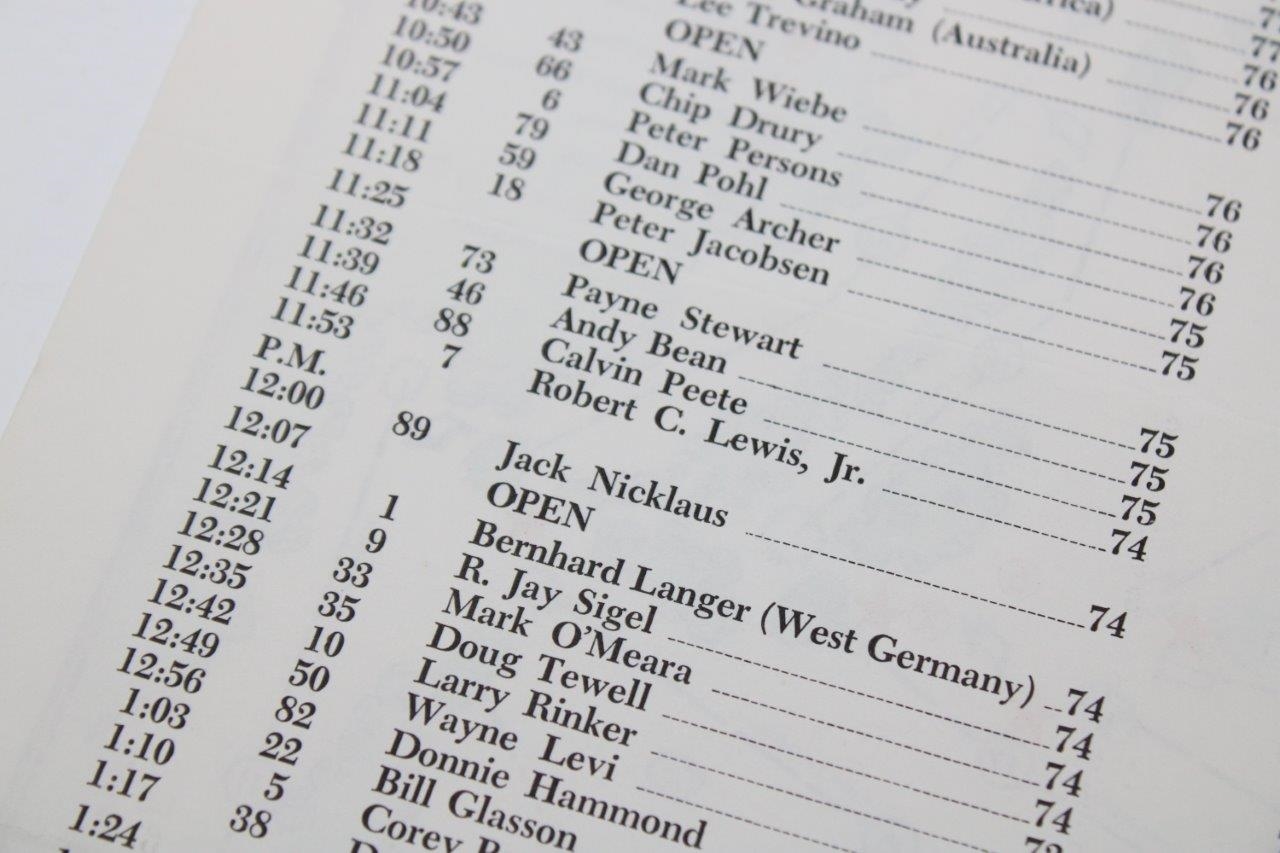 77
76
Graham (Australia) 76
Lee Trevino 76
OPEN
10:43 43 Mark Wiebe 76
10:50 66 Chip Drury 76
10:57 6 Peter Persons 76
11:04 79 Dan Pohl 76
11:11 59 George Archer 75
11:18 18 Peter Jacobsen 75
11:25 OPEN
11:32 73 Payne Stewart 75
11:39 46 Andy Bean 75
11:46 88 Calvin Peete 75
11:53 7 Robert C. Lewis, Jr. 74
P.M.
12:00 89 Jack Nicklaus 74
12:07 OPEN
12:14 1 Bernhard Langer (West Germany) 74
12:21 9 R. Jay Sigel 74
12:28 33 Mark O'Meara 74
12:35 35 Doug Tewell 74
12:42 10 Larry Rinker
12:49 50 Wayne Levi
12:56 82 Donnie Hammond
1:03 22 Bill Glasson
1:10 5 Corey
1:17 38
1:24